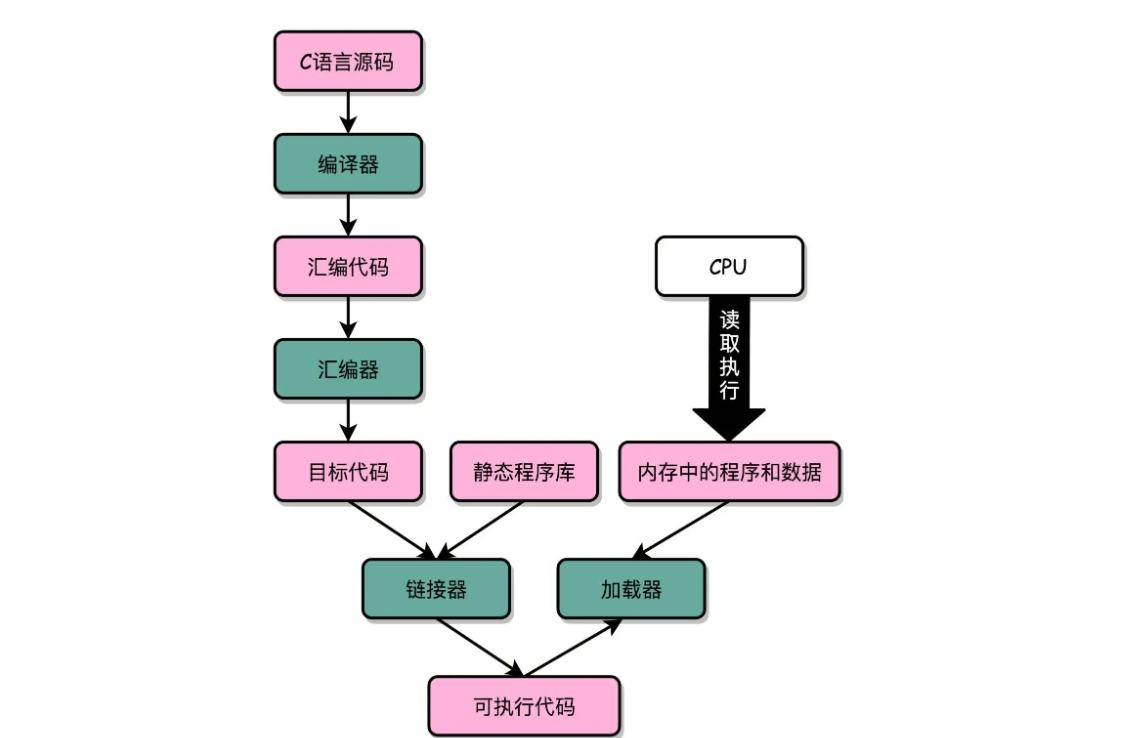 C语言源码
编译器
汇编代码
CPU
读取执行
汇编器
目标代码
静态程序库
内存中的程序和数据
链接器
加载器
可执行代码